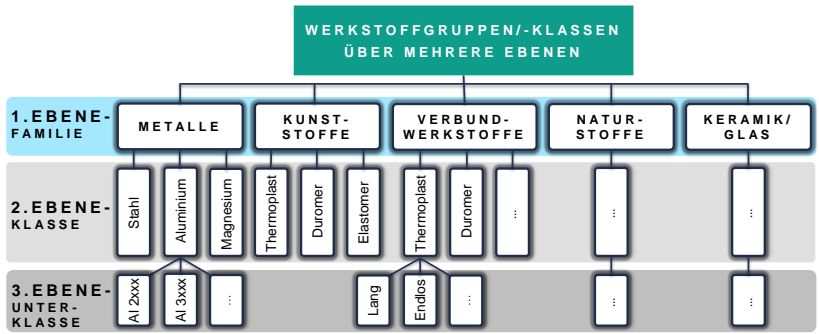 WERKSTOFFGRUPPEN/-KLASSEN
ÜBER MEHRERE EBENEN
1.EBENE-
FAMILIE
METALLE
KUNST-
STOFFE
VERBUND-
WERKSTOFFE
NATUR-
STOFFE
KERAMIK/
GLAS
2.EBENE-
KLASSE
Stahl
Aluminium
Magnesium
Thermoplast
Duromer
Elastomer
Thermoplast
Duromer
...
...
...
3.EBENE-
UNTER-
KLASSE
Al 2xxx
Al 3xxx
...
Lang
Endlos
...
...
...